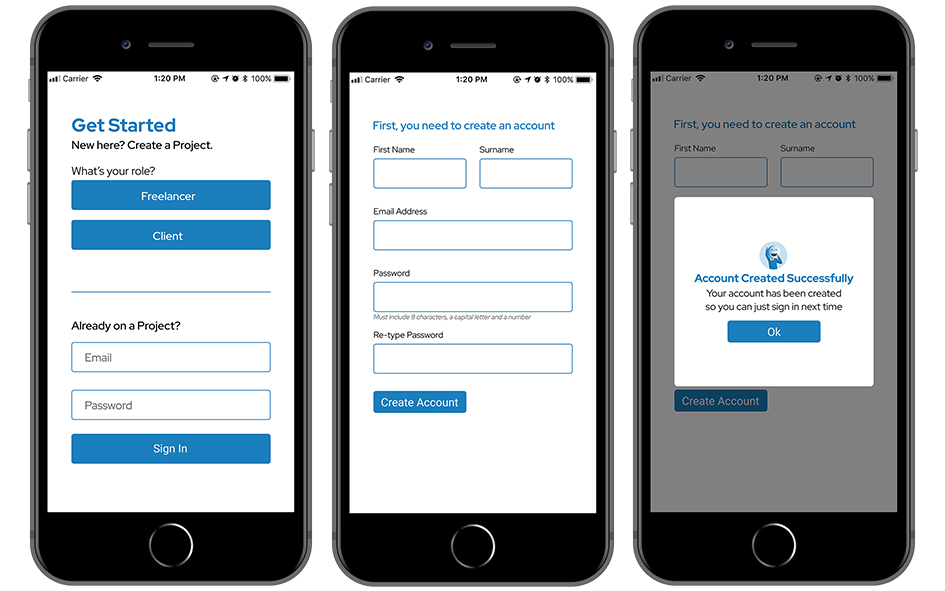 Carrier 1:20 PM 100%
Get Started
New here? Create a Project.
What's your role?
Freelancer
Client
Already on a Project?
Email
Password
Sign In
Carrier 1:20 PM 100%
First, you need to create an account
First Name Surname
Email Address
Password
Must include 8 characters, a capital letter and a number
Re-type Password
Create Account
Carrier 1:20 PM 100%
First, you need to create an account
First Name Surname
Account Created Successfully
Your account has been created
so you can just sign in next time
Ok
Create Account